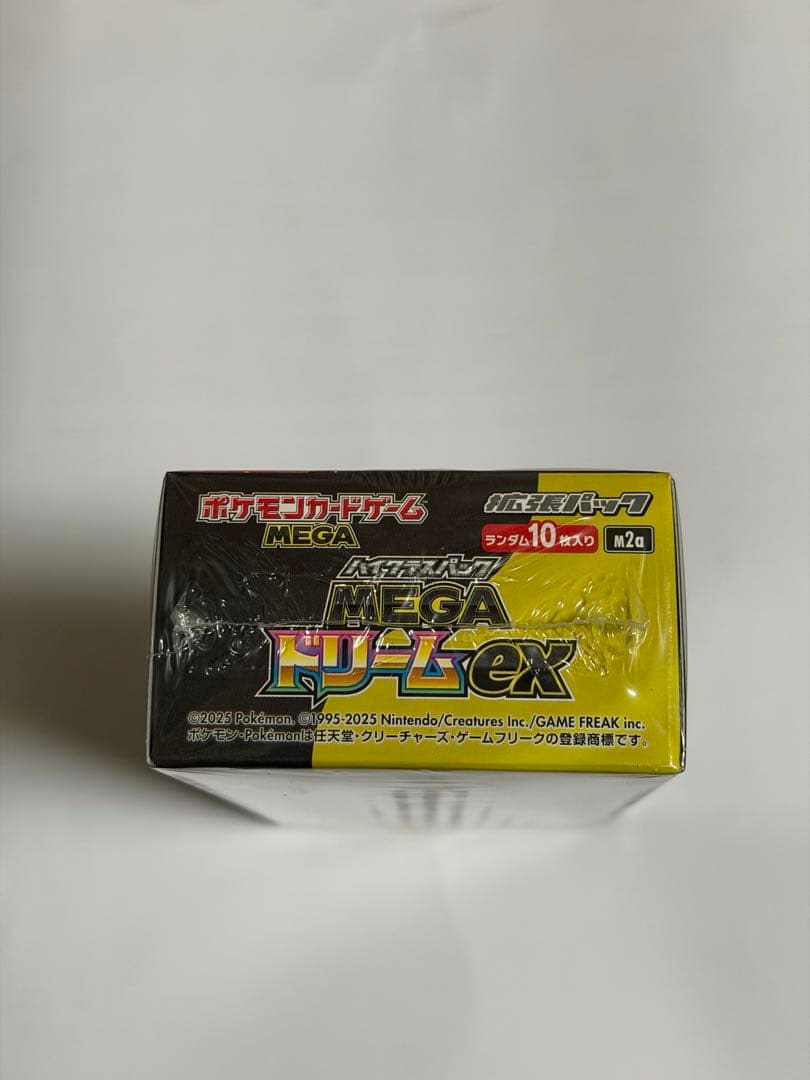 ポケモンカードゲーム 拡張パック
MEGA ランダム10枚入り M2a
ハイクラスパック
MEGA
ドリームex
©2025 Pokémon. ©1995-2025 Nintendo/Creatures Inc./GAME FREAK inc.
ポケモン・Pokémonは任天堂・クリーチャーズ・ゲームフリークの登録商標です。